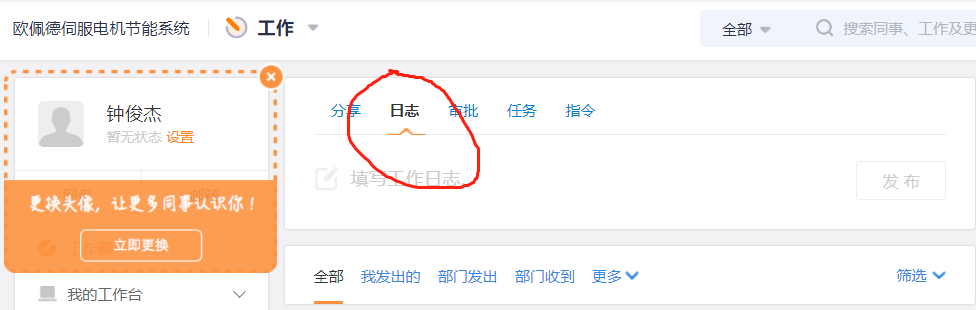 欧佩德伺服电机节能系统 工作 全部 搜索同事、工作及更
钟俊杰
暂无状态 设置
更换头像，让更多同事认识你！
立即更换
我的工作台
分享 日志 审批 任务 指令
填写工作日志
发布
全部 我发出的 部门发出 部门收到 更多 筛选